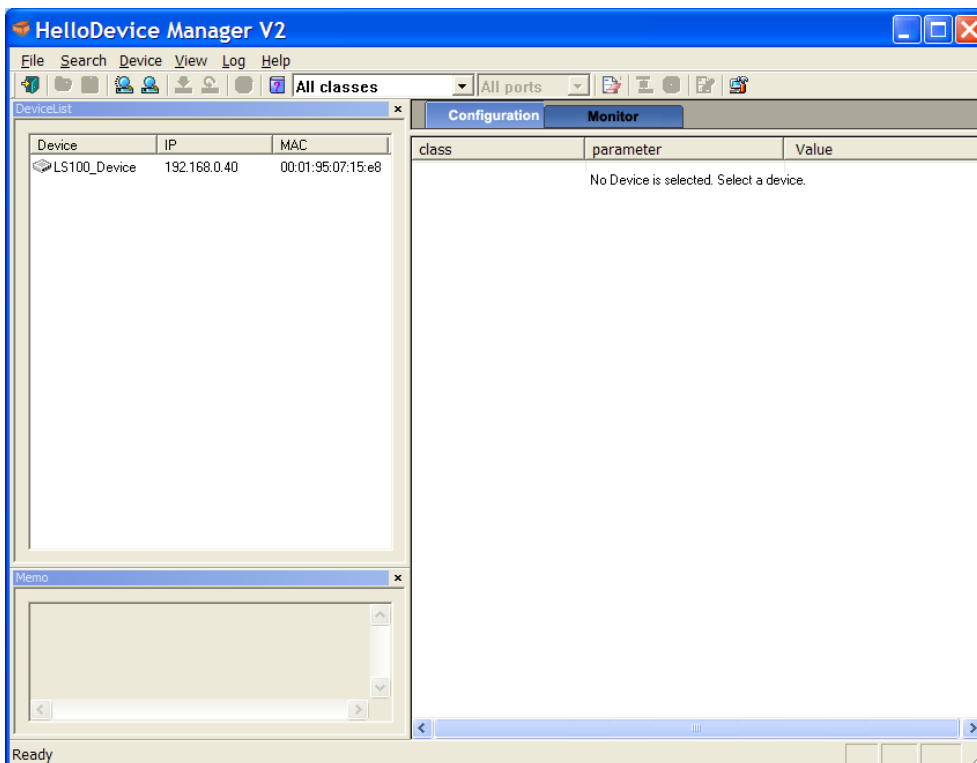 HelloDevice Manager V2
File Search Device View Log Help
All classes All ports
DeviceList
Configuration Monitor
Device IP MAC
class parameter Value
LS100_Device 192.168.0.40 00:01:95:07:15:e8
No Device is selected. Select a device.
Memo
Ready